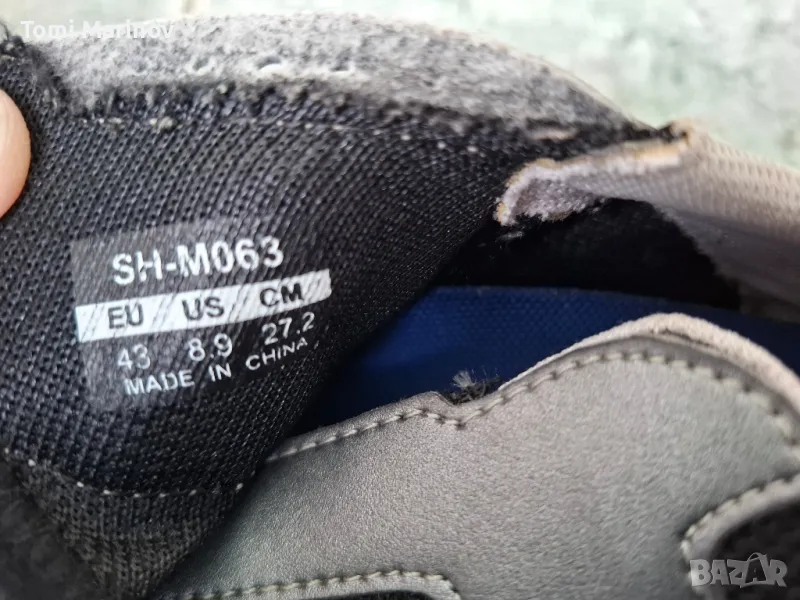 Tomi Marinov
SH-M063
EU US CM
43 8.9 27.2
MADE IN CHINA
BAZAR